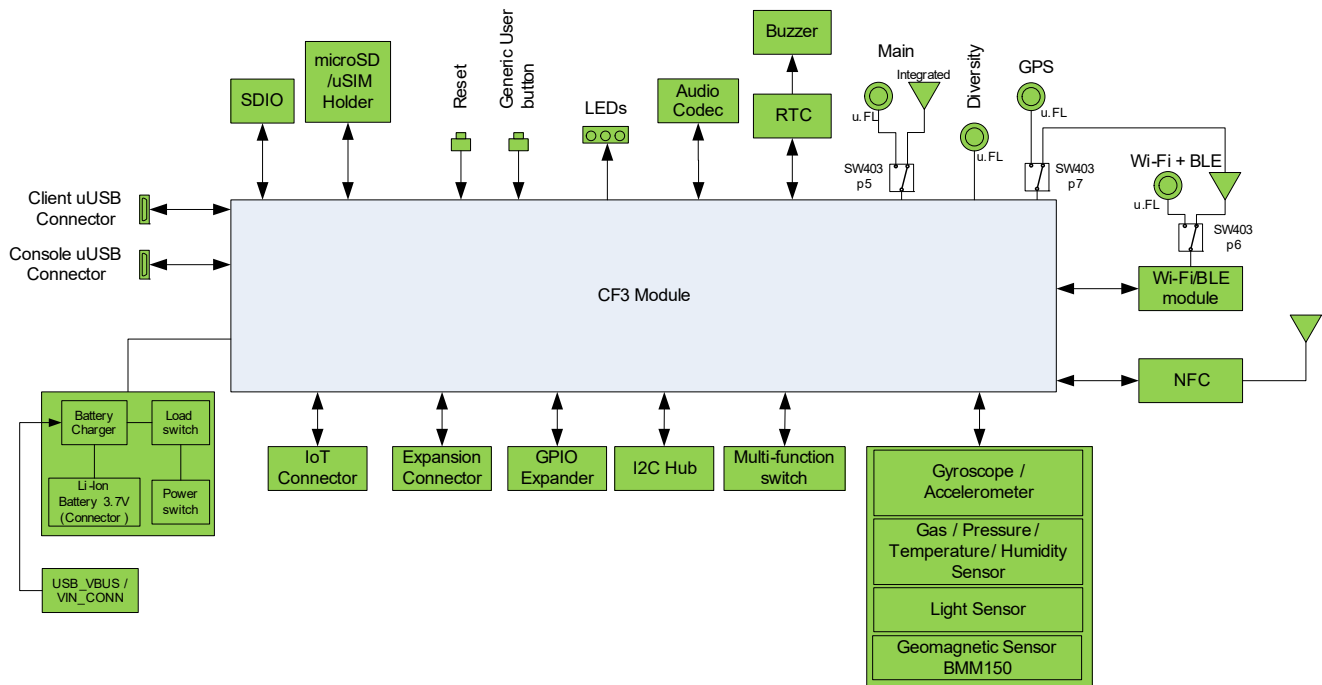 Buzzer
microSD
/uSIM
Holder
Reset
Generic User
button
Main
Integrated
Diversity
GPS
SDIO
LEDs
Audio
Codec
RTC
u.FL
u.FL
u.FL
SW403
p5
SW403
p7
Wi-Fi + BLE
u.FL
SW403
p6
Client uUSB
Connector
Console uUSB
Connector
CF3 Module
Wi-Fi/BLE
module
NFC
Battery
Charger
Load
switch
Li-Ion
Battery 3.7V
(Connector )
Power
switch
USB_VBUS /
VIN_CONN
IoT
Connector
Expansion
Connector
GPIO
Expander
I2C Hub
Multi-function
switch
Gyroscope /
Accelerometer
Gas / Pressure /
Temperature/ Humidity
Sensor
Light Sensor
Geomagnetic Sensor
BMM150